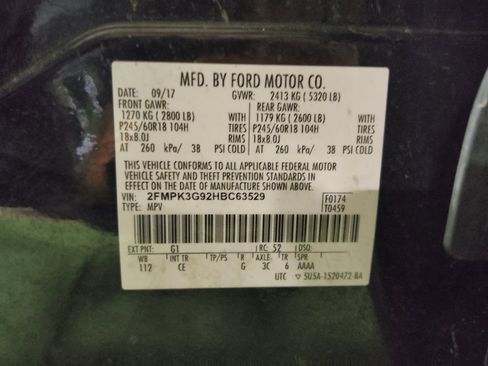 MFD. BY FORD MOTOR CO.
DATE: 09/17 GVWR: 2413 KG ( 5320 LB)
FRONT GAWR: REAR GAWR:
1270 KG ( 2800 LB) 1179 KG ( 2600 LB)
P245/60R18 104H WITH TIRES P245/60R18 104H WITH TIRES
18x8.0J RIMS 18x8.0J RIMS
AT 260 kPa/ 38 PSI COLD AT 260 kPa/ 38 PSI COLD
THIS VEHICLE CONFORMS TO ALL APPLICABLE FEDERAL MOTOR
VEHICLE SAFETY AND THEFT PREVENTION STANDARDS IN
EFFECT ON THE DATE OF MANUFACTURE SHOWN ABOVE.
VIN: 2FMPK3G92HBC63529 F0174
TYPE: MPV T0459
EXT PNT: G1 RC: 52 DSO:
WB INT TR TP/PS R AXLE TR SPR
112 CE G 3C 6 AAAA
UTC ▽ 5U5A-1520472-BA